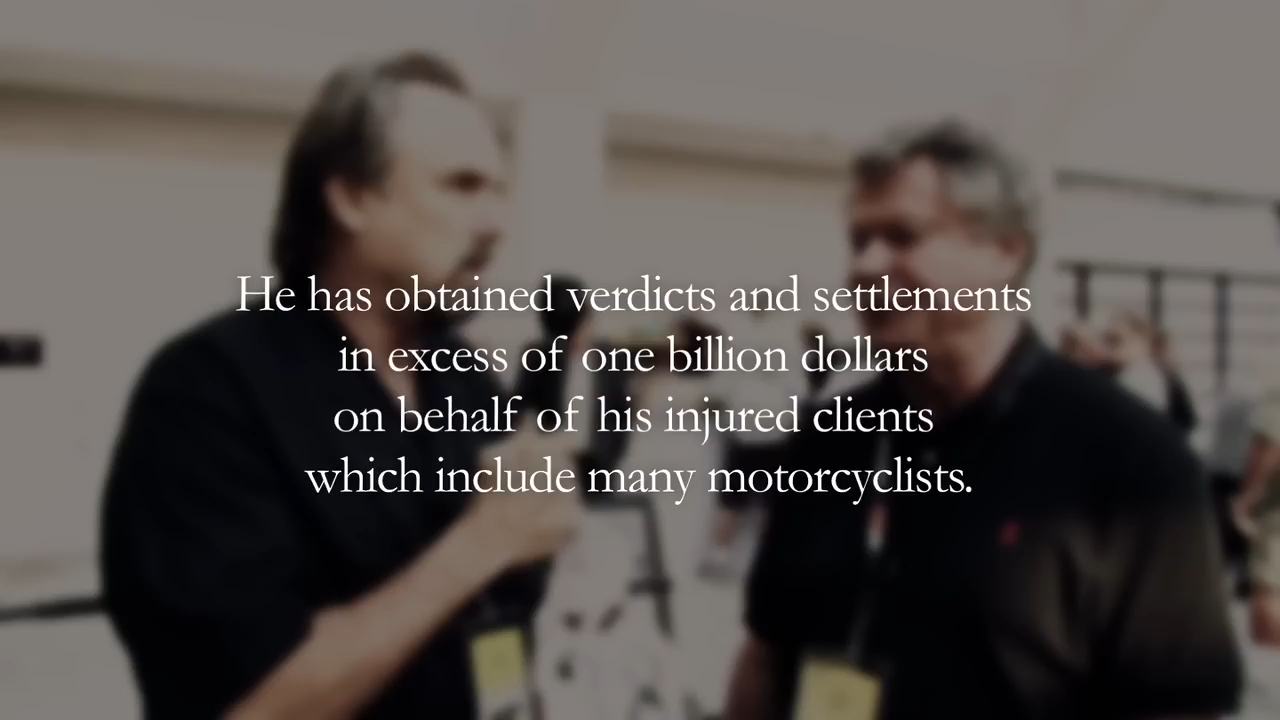 He has obtained verdicts and settlements
in excess of one billion dollars
on behalf of his injured clients
which include many motorcyclists.